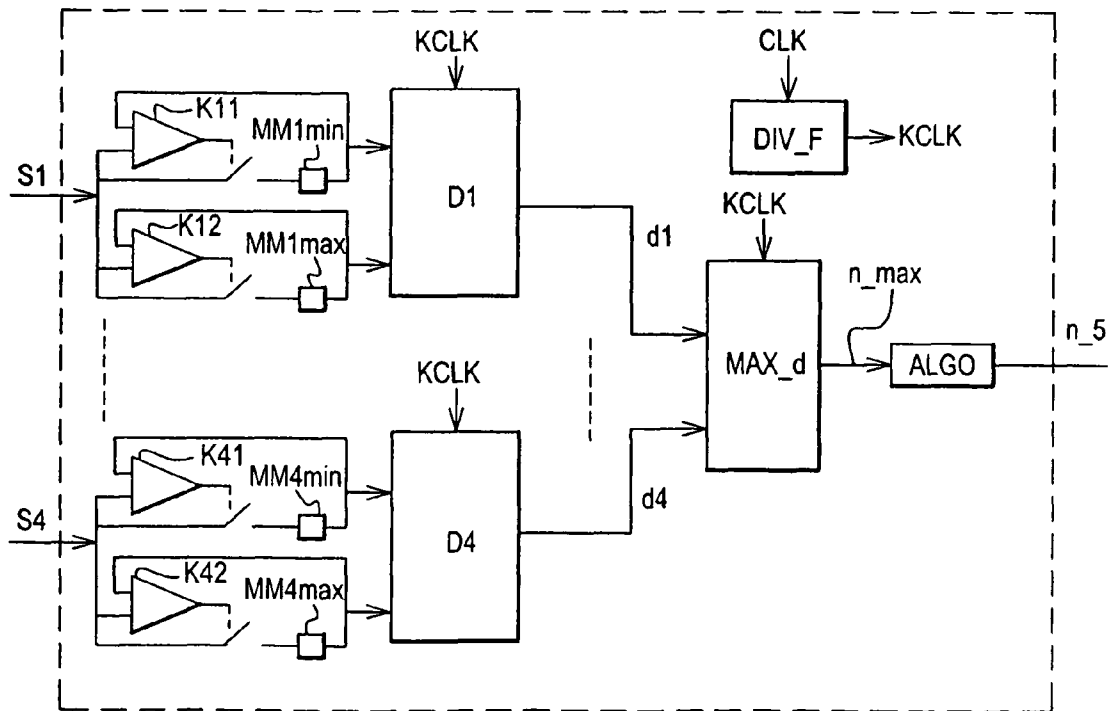 KCLK
CLK
K11
MM1min
DIV_F
KCLK
S1
D1
KCLK
K12
MM1max
d1
n_max
n_5
MAX_d
ALGO
KCLK
K41
MM4min
d4
S4
D4
K42
MM4max